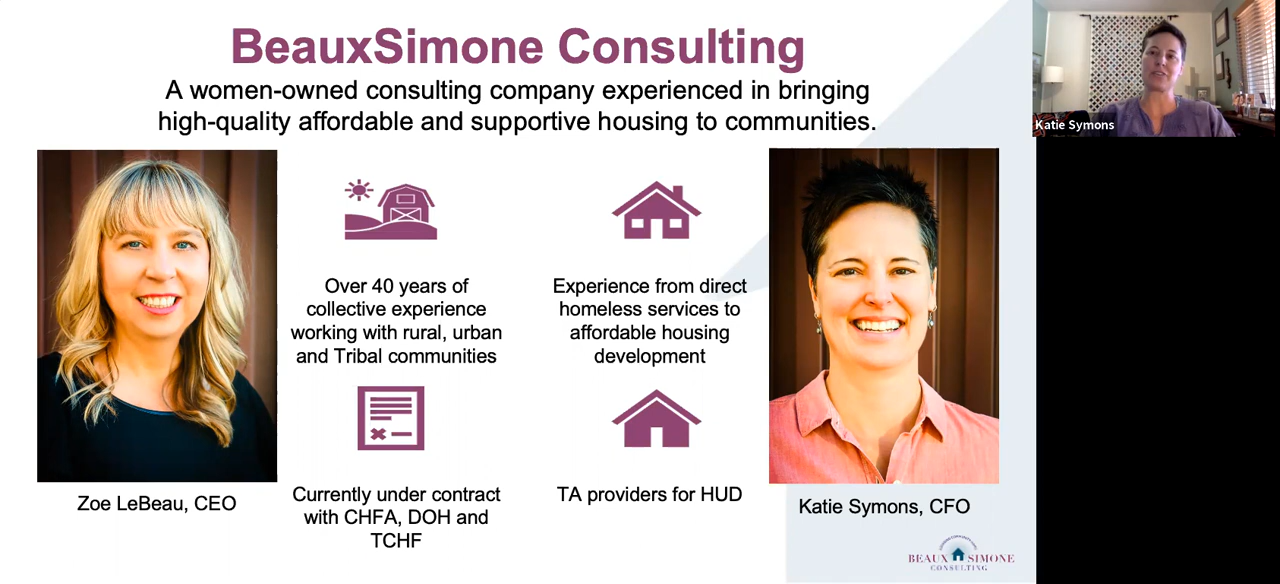 BeauxSimone Consulting
A women-owned consulting company experienced in bringing
high-quality affordable and supportive housing to communities.
Katie Symons
Over 40 years of
collective experience
working with rural, urban
and Tribal communities
Experience from direct
homeless services to
affordable housing
development
Zoe LeBeau, CEO
Currently under contract
with CHFA, DOH and
TCHF
TA providers for HUD
Katie Symons, CFO
BEAUX SIMONE
CONSULTING